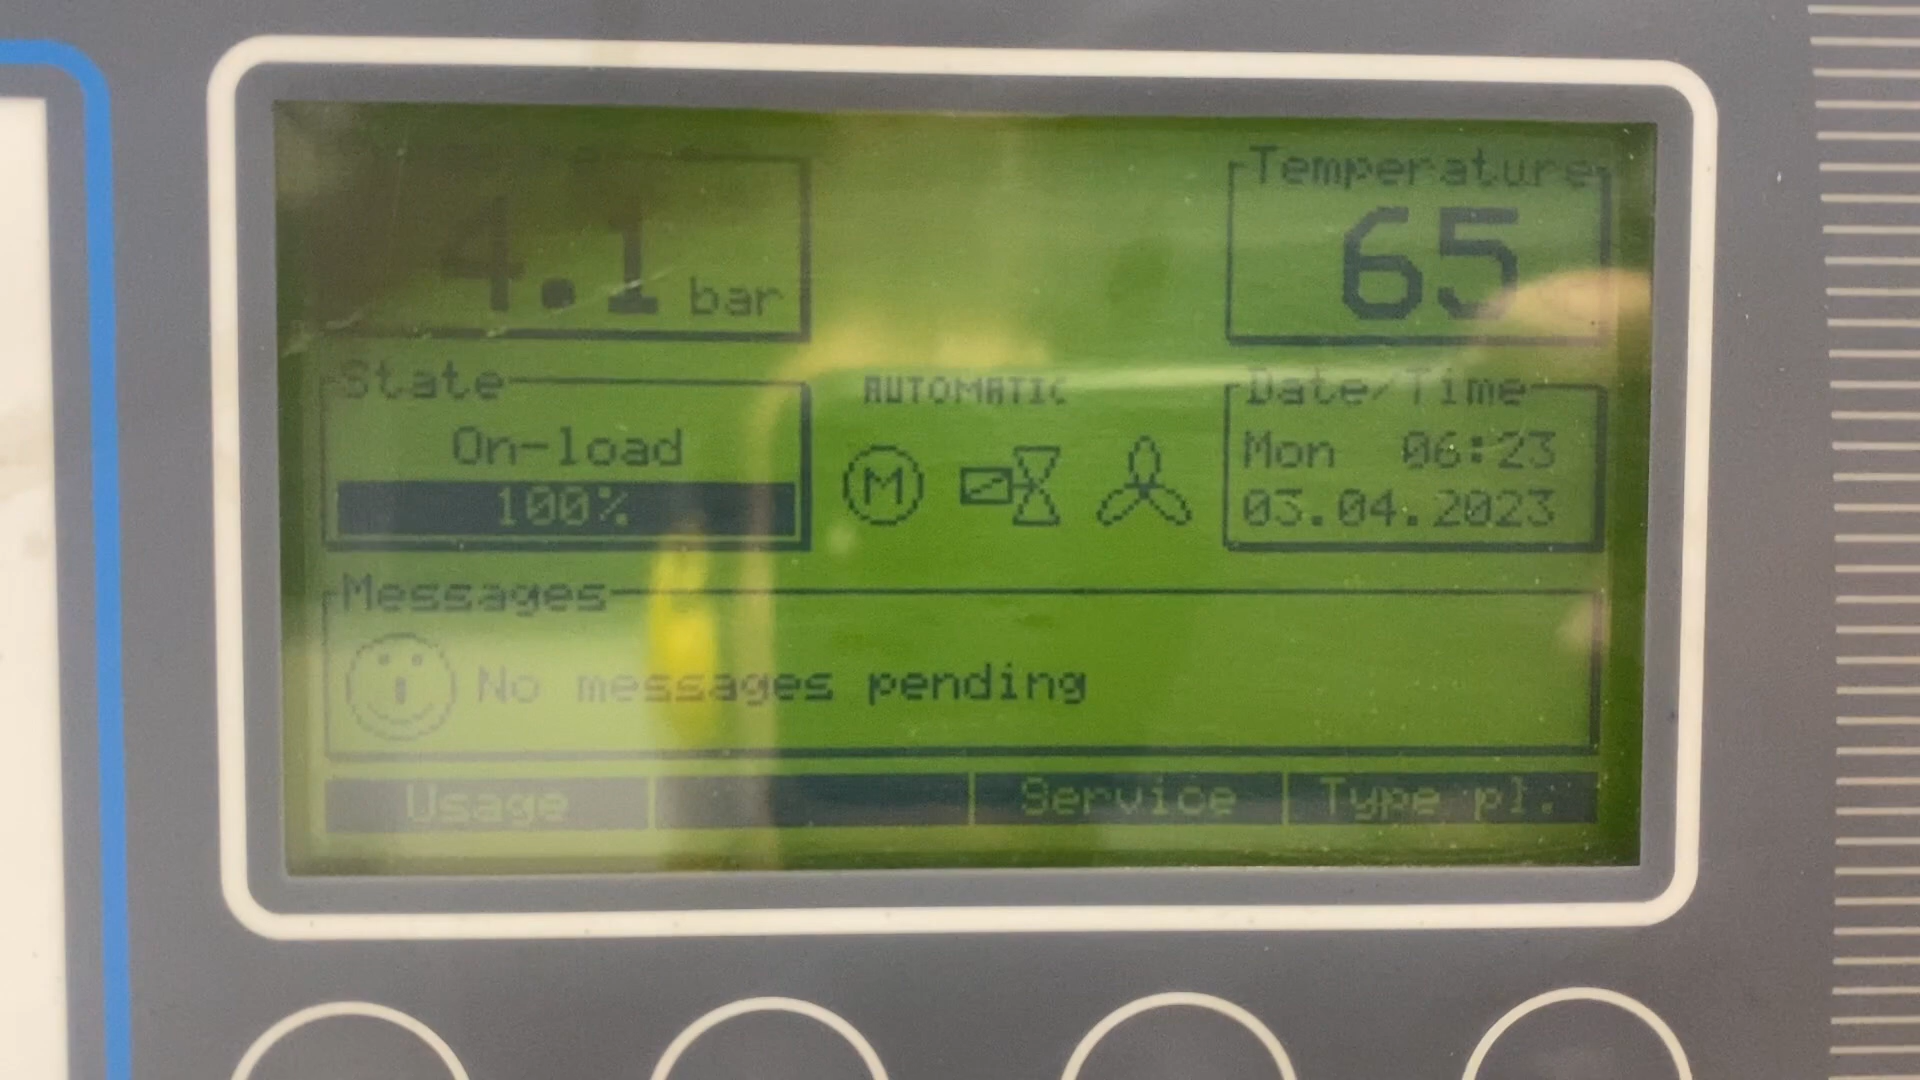 4.1 bar
Temperature
65
State
On-load
100%
AUTOMATIC
M
Date/Time
Mon 06:23
03.04.2023
Messages
No messages pending
Usage
Service
Type pl.